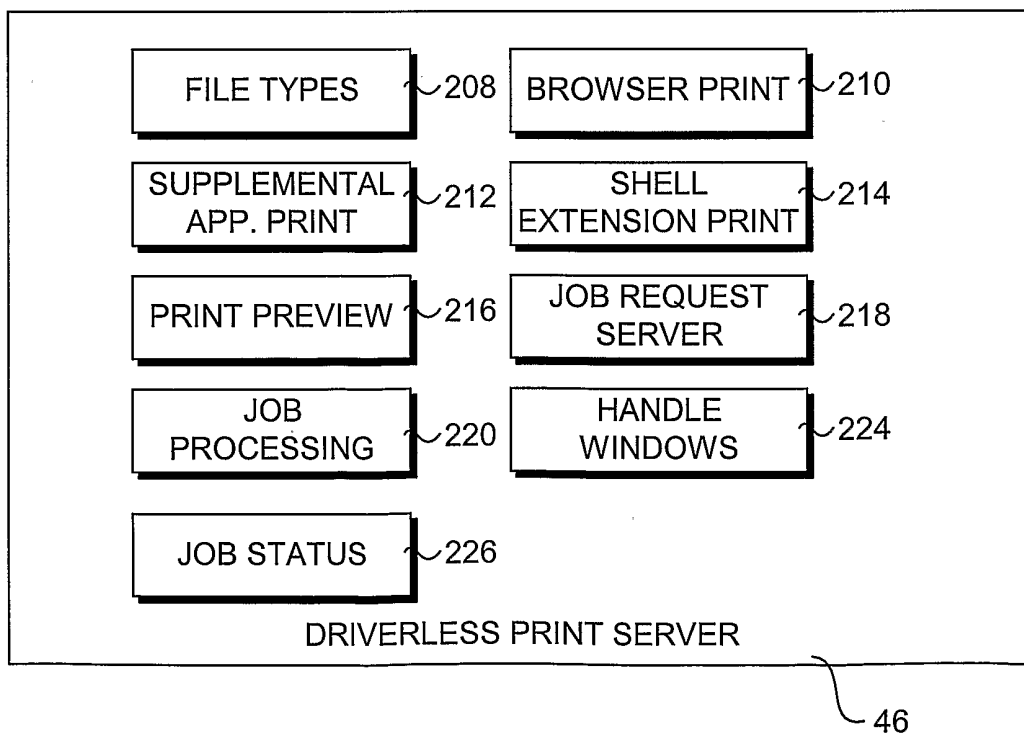 FILE TYPES 208
BROWSER PRINT 210
SUPPLEMENTAL
APP. PRINT 212
SHELL
EXTENSION PRINT 214
PRINT PREVIEW 216
JOB REQUEST
SERVER 218
JOB
PROCESSING 220
HANDLE
WINDOWS 224
JOB STATUS 226
DRIVERLESS PRINT SERVER
46